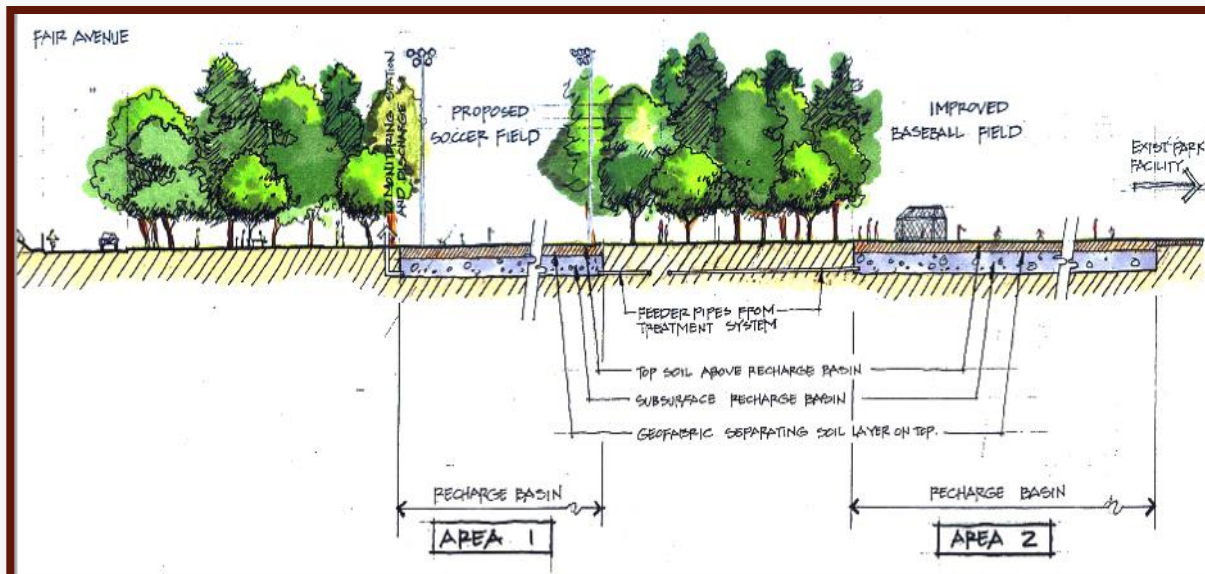 FAIR AVENUE
TO MONITORING STATION
AND DISCHARGE
PROPOSED
SOCCER FIELD
IMPROVED
BASEBALL FIELD
EXIST PARK
FACILITY
FEEDER PIPES FROM
TREATMENT SYSTEM
TOP SOIL ABOVE RECHARGE BASIN
SUBSURFACE RECHARGE BASIN
GEOFABRIC SEPARATING SOIL LAYER ON TOP.
RECHARGE BASIN
AREA 1
RECHARGE BASIN
AREA 2